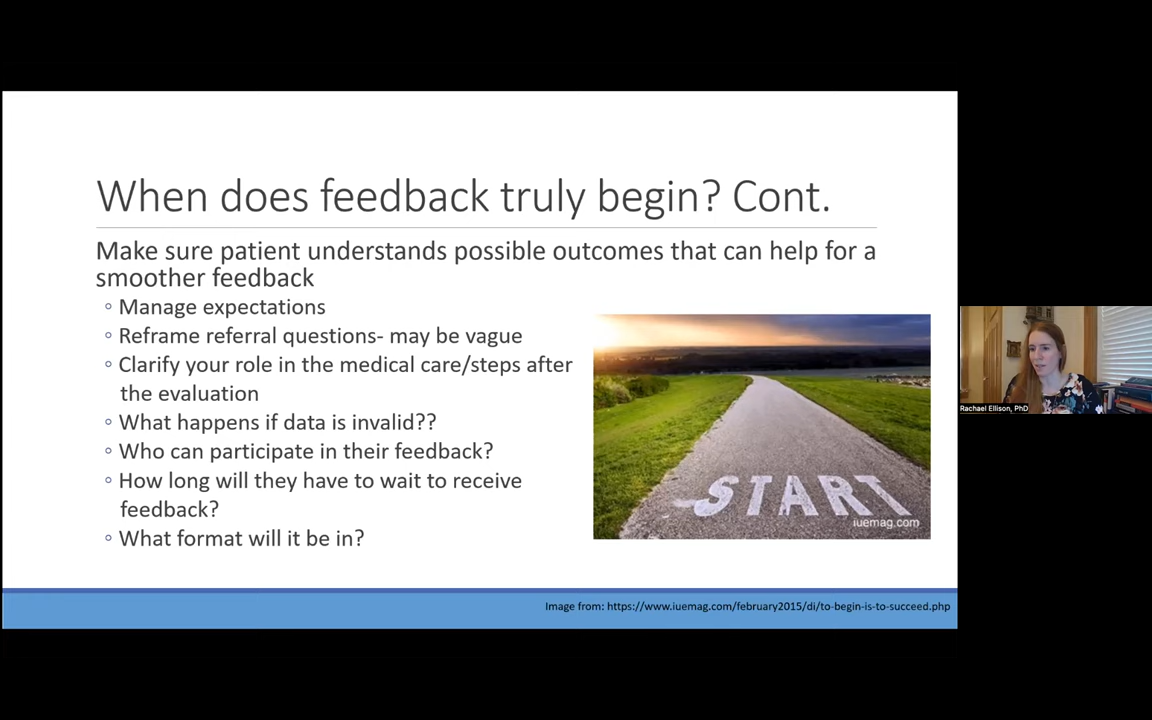 When does feedback truly begin? Cont.
Make sure patient understands possible outcomes that can help for a
smoother feedback
◦ Manage expectations
◦ Reframe referral questions- may be vague
◦ Clarify your role in the medical care/steps after
the evaluation
◦ What happens if data is invalid??
◦ Who can participate in their feedback?
◦ How long will they have to wait to receive
feedback?
◦ What format will it be in?
START
iuemag.com
Image from: https://www.iuemag.com/february2015/di/to-begin-is-to-succeed.php
Rachael Ellison, PhD